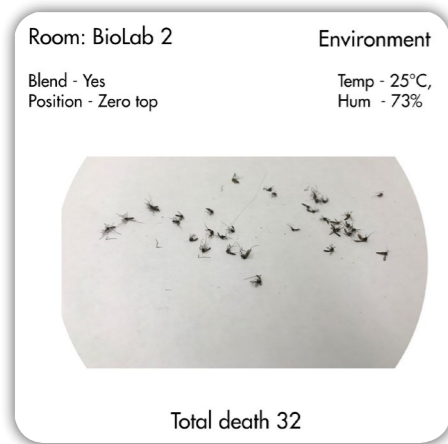 Room: BioLab 2
Environment
Blend - Yes
Position - Zero top
Temp - 25°C,
Hum - 73%
Total death 32